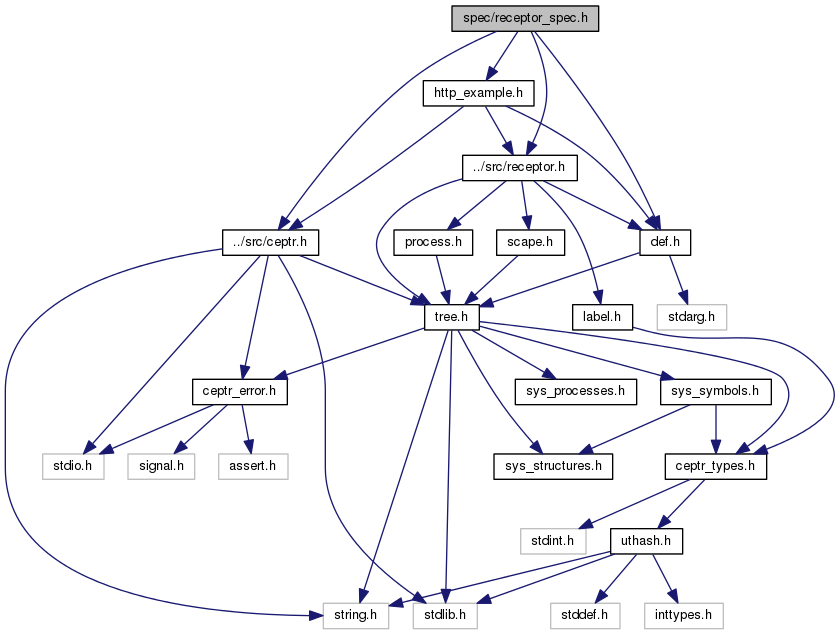 spec/receptor_spec.h
http_example.h
../src/receptor.h
../src/ceptr.h
process.h
scape.h
def.h
tree.h
label.h
stdarg.h
ceptr_error.h
sys_processes.h
sys_symbols.h
stdio.h
signal.h
assert.h
sys_structures.h
ceptr_types.h
stdint.h
uthash.h
string.h
stdlib.h
stddef.h
inttypes.h